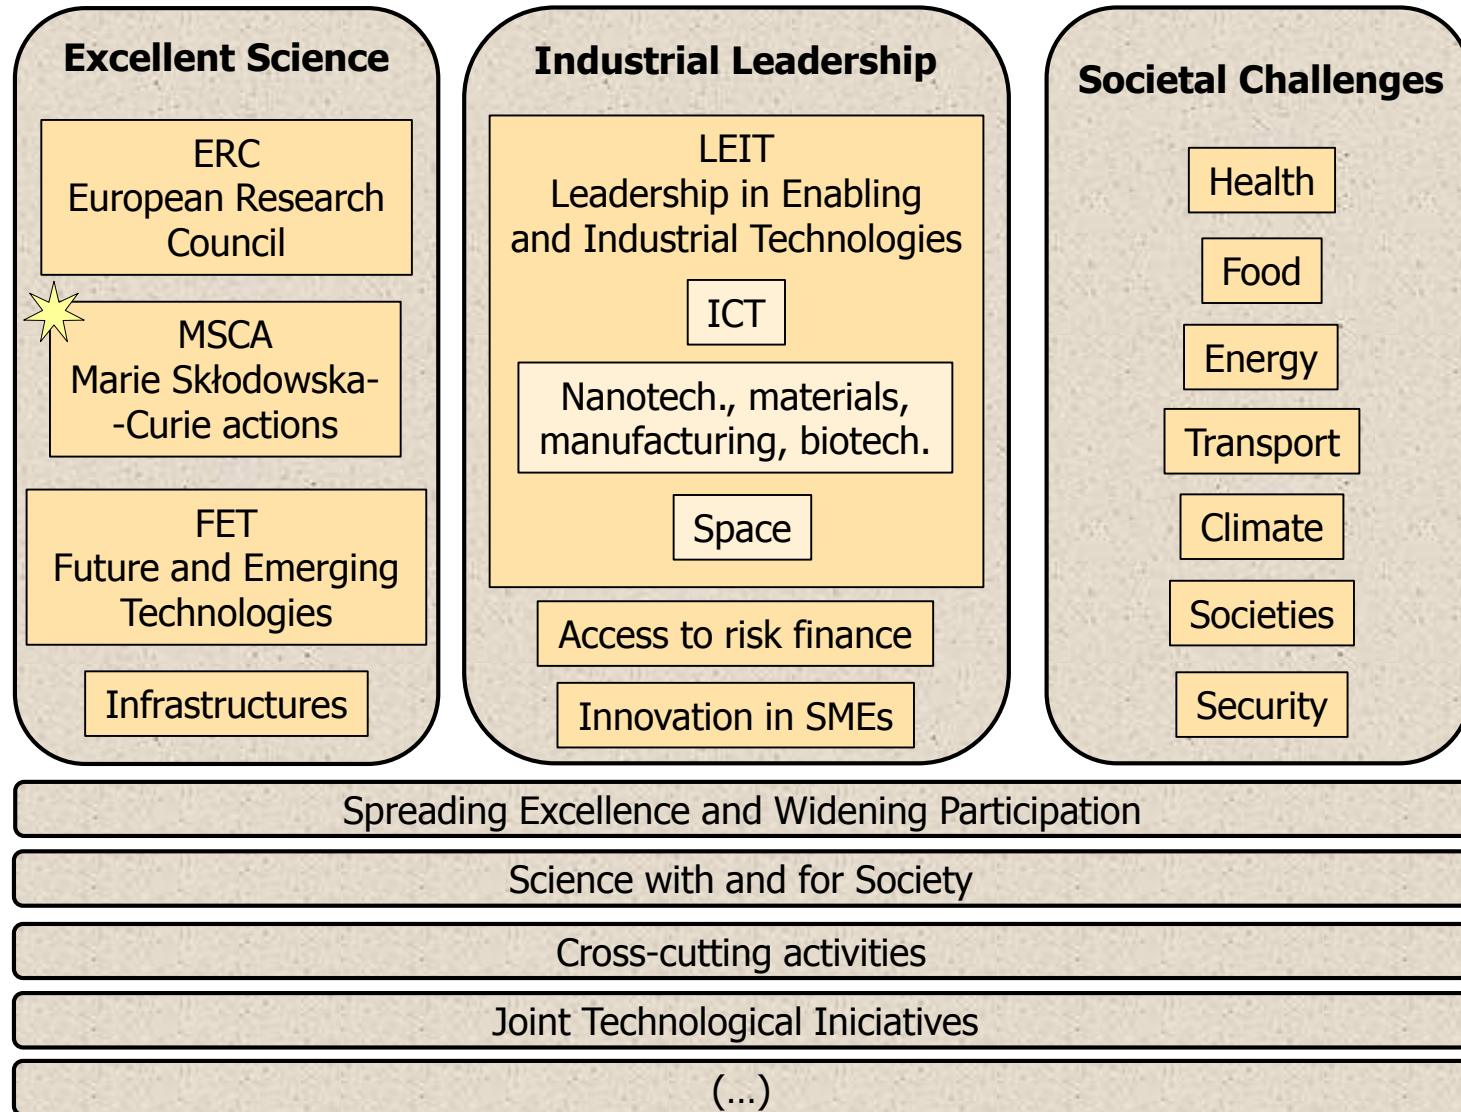 Excellent Science
ERC
European Research
Council
MSCA
Marie Skłodowska-
-Curie actions
FET
Future and Emerging
Technologies
Infrastructures
Industrial Leadership
LEIT
Leadership in Enabling
and Industrial Technologies
ICT
Nanotech., materials,
manufacturing, biotech.
Space
Access to risk finance
Innovation in SMEs
Societal Challenges
Health
Food
Energy
Transport
Climate
Societies
Security
Spreading Excellence and Widening Participation
Science with and for Society
Cross-cutting activities
Joint Technological Iniciatives
(...)